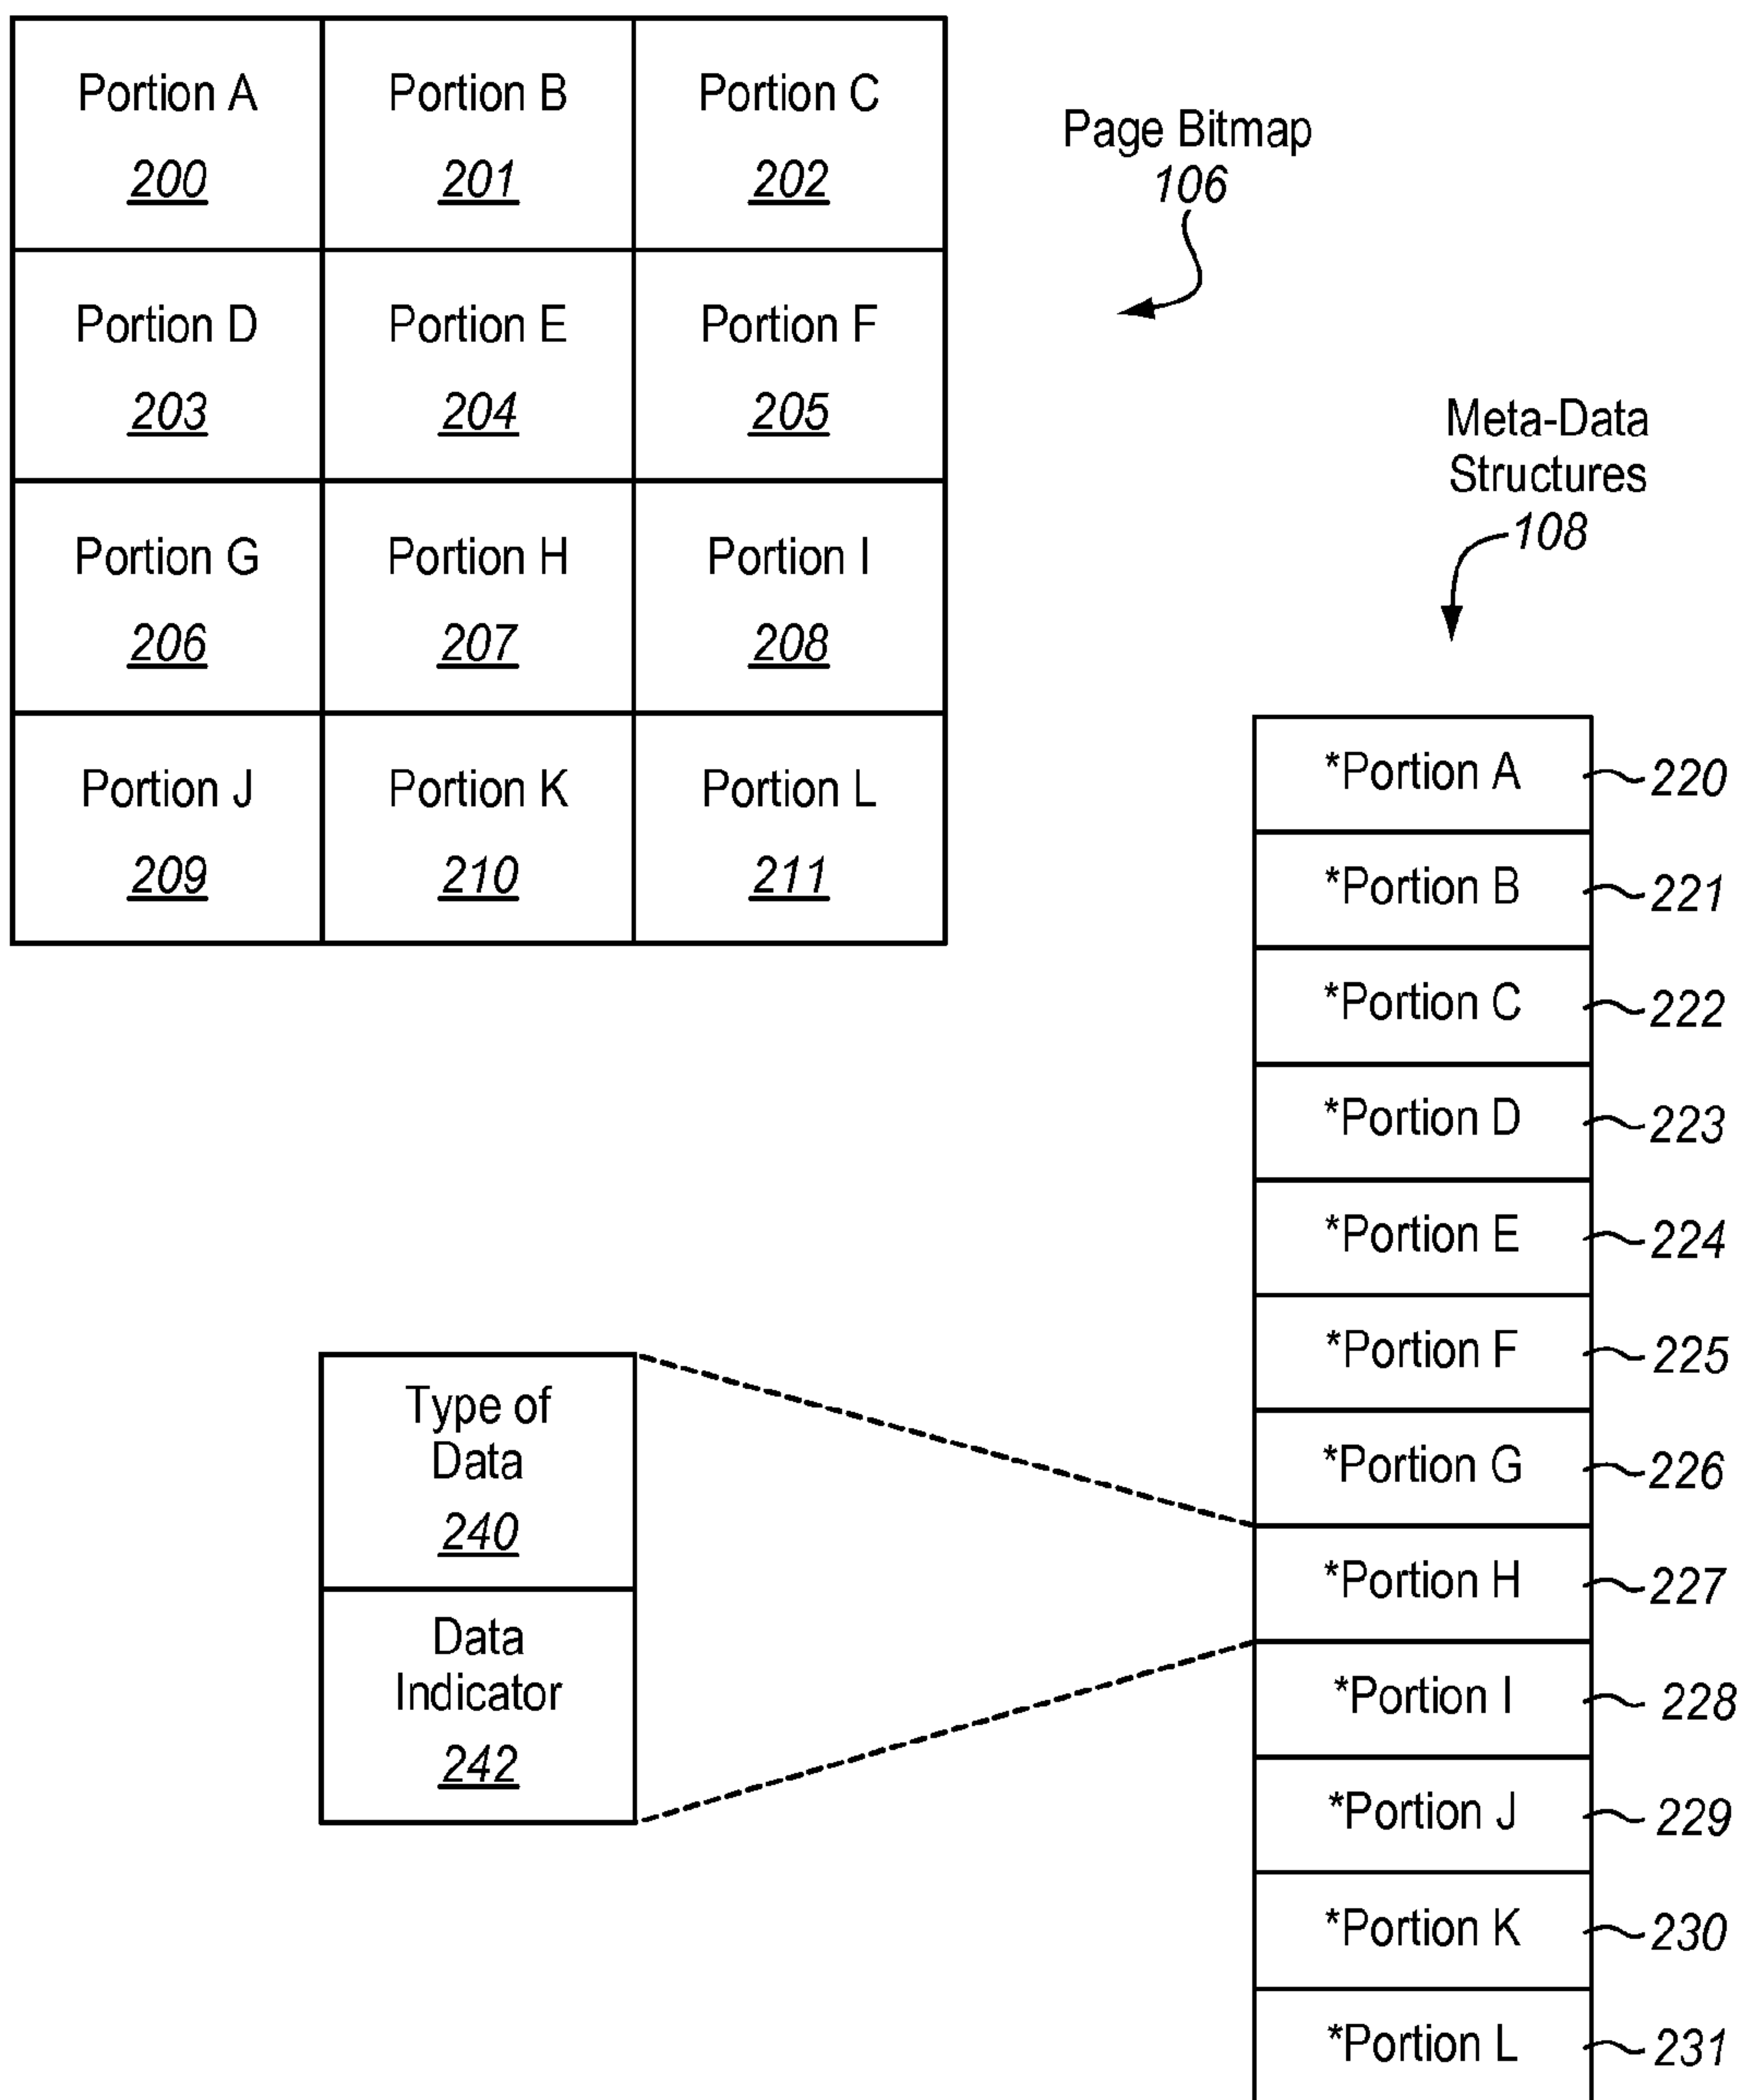 Portion A
Portion B
Portion C
200
201
202
Portion D
Portion E
Portion F
203
204
205
Portion G
Portion H
Portion I
206
207
208
Portion J
Portion K
Portion L
209
210
211
Page Bitmap
106
Meta-Data
Structures
108
*Portion A
220
*Portion B
221
*Portion C
222
*Portion D
223
*Portion E
224
*Portion F
225
*Portion G
226
*Portion H
227
*Portion I
228
*Portion J
229
*Portion K
230
*Portion L
231
Type of
Data
240
Data
Indicator
242